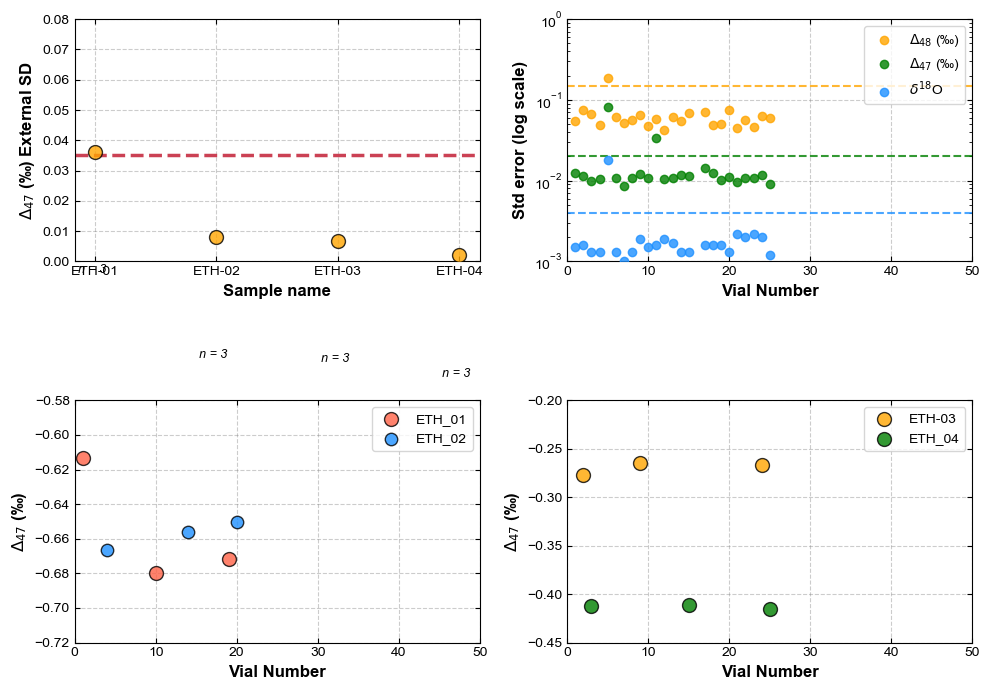 Δ47 (‰) External SD
0.08
0.07
0.06
0.05
0.04
0.03
0.02
0.01
0.00
n = 3
ETH-01
ETH-02
ETH-03
ETH-04
Sample name
Std error (log scale)
10⁰
10⁻¹
10⁻²
10⁻³
Δ48 (‰)
Δ47 (‰)
δ¹⁸O
0
10
20
30
40
50
Vial Number
n = 3
n = 3
n = 3
Δ47 (‰)
−0.58
−0.60
−0.62
−0.64
−0.66
−0.68
−0.70
−0.72
ETH_01
ETH_02
0
10
20
30
40
50
Vial Number
Δ47 (‰)
−0.20
−0.25
−0.30
−0.35
−0.40
−0.45
ETH-03
ETH_04
0
10
20
30
40
50
Vial Number